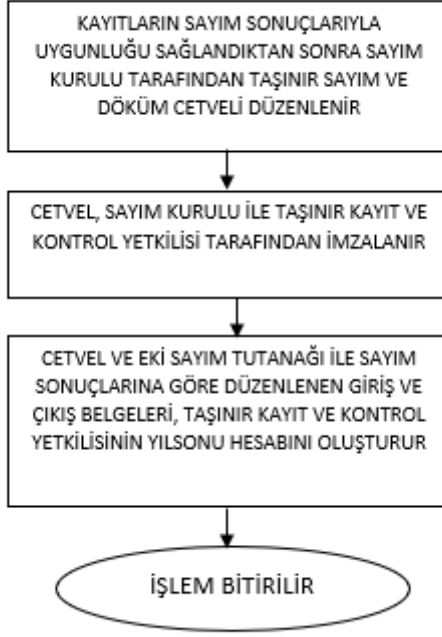 KAYITLARIN SAYIM SONUÇLARIYLA
UYGUNLUĞU SAĞLANDIKTAN SONRA SAYIM
KURULU TARAFINDAN TAŞINIR SAYIM VE
DÖKÜM CETVELİ DÜZENLENİR
CETVEL, SAYIM KURULU İLE TAŞINIR KAYIT VE
KONTROL YETKİLİSİ TARAFINDAN İMZALANIR
CETVEL VE EKİ SAYIM TUTANAĞI İLE SAYIM
SONUÇLARINA GÖRE DÜZENLENEN GİRİŞ VE
ÇIKIŞ BELGELERİ, TAŞINIR KAYIT VE KONTROL
YETKİLİSİNİN YILSONU HESABINI OLUŞTURUR
İŞLEM BİTİRİLİR